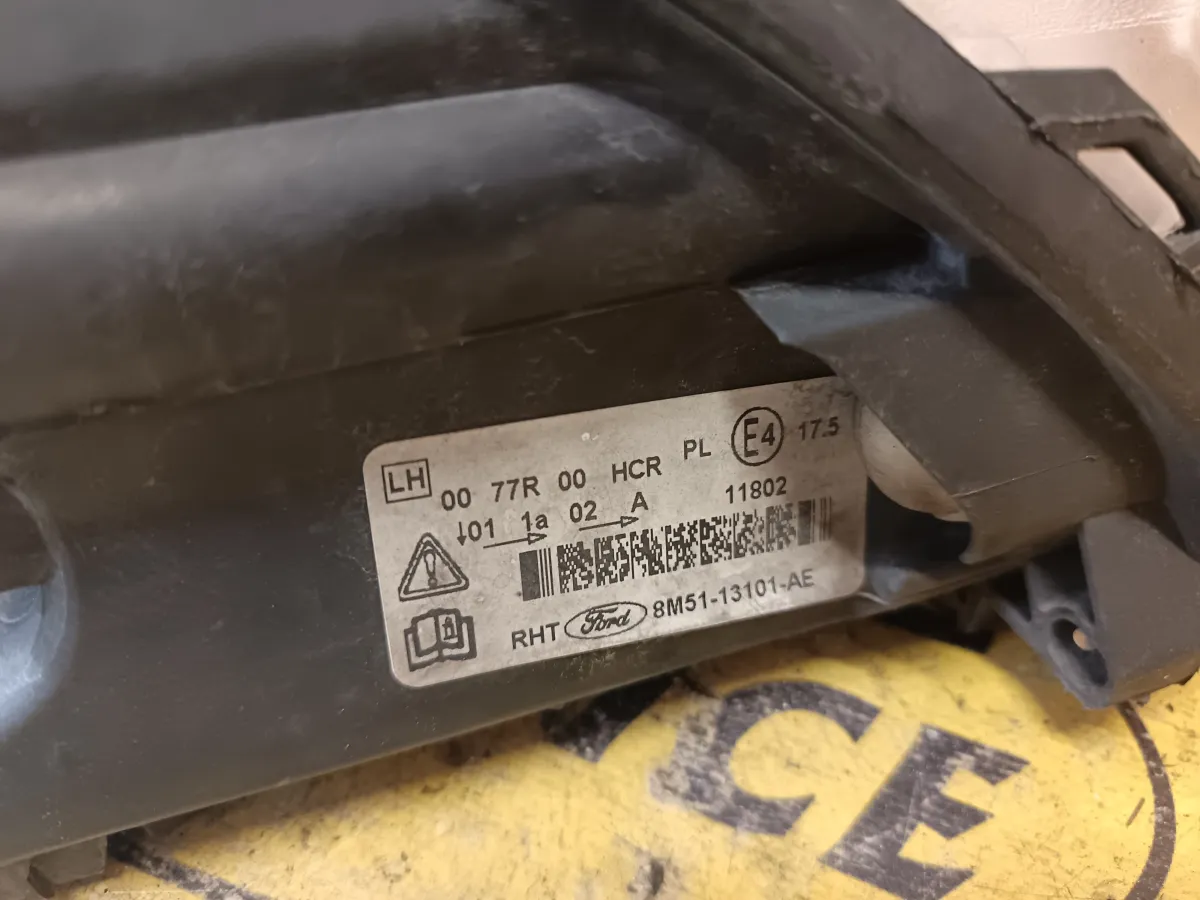 LH 00 77R 00 HCR PL E4 17.5
↓01 1a 02 A 11802
RHT Ford 8M51-13101-AE
CE